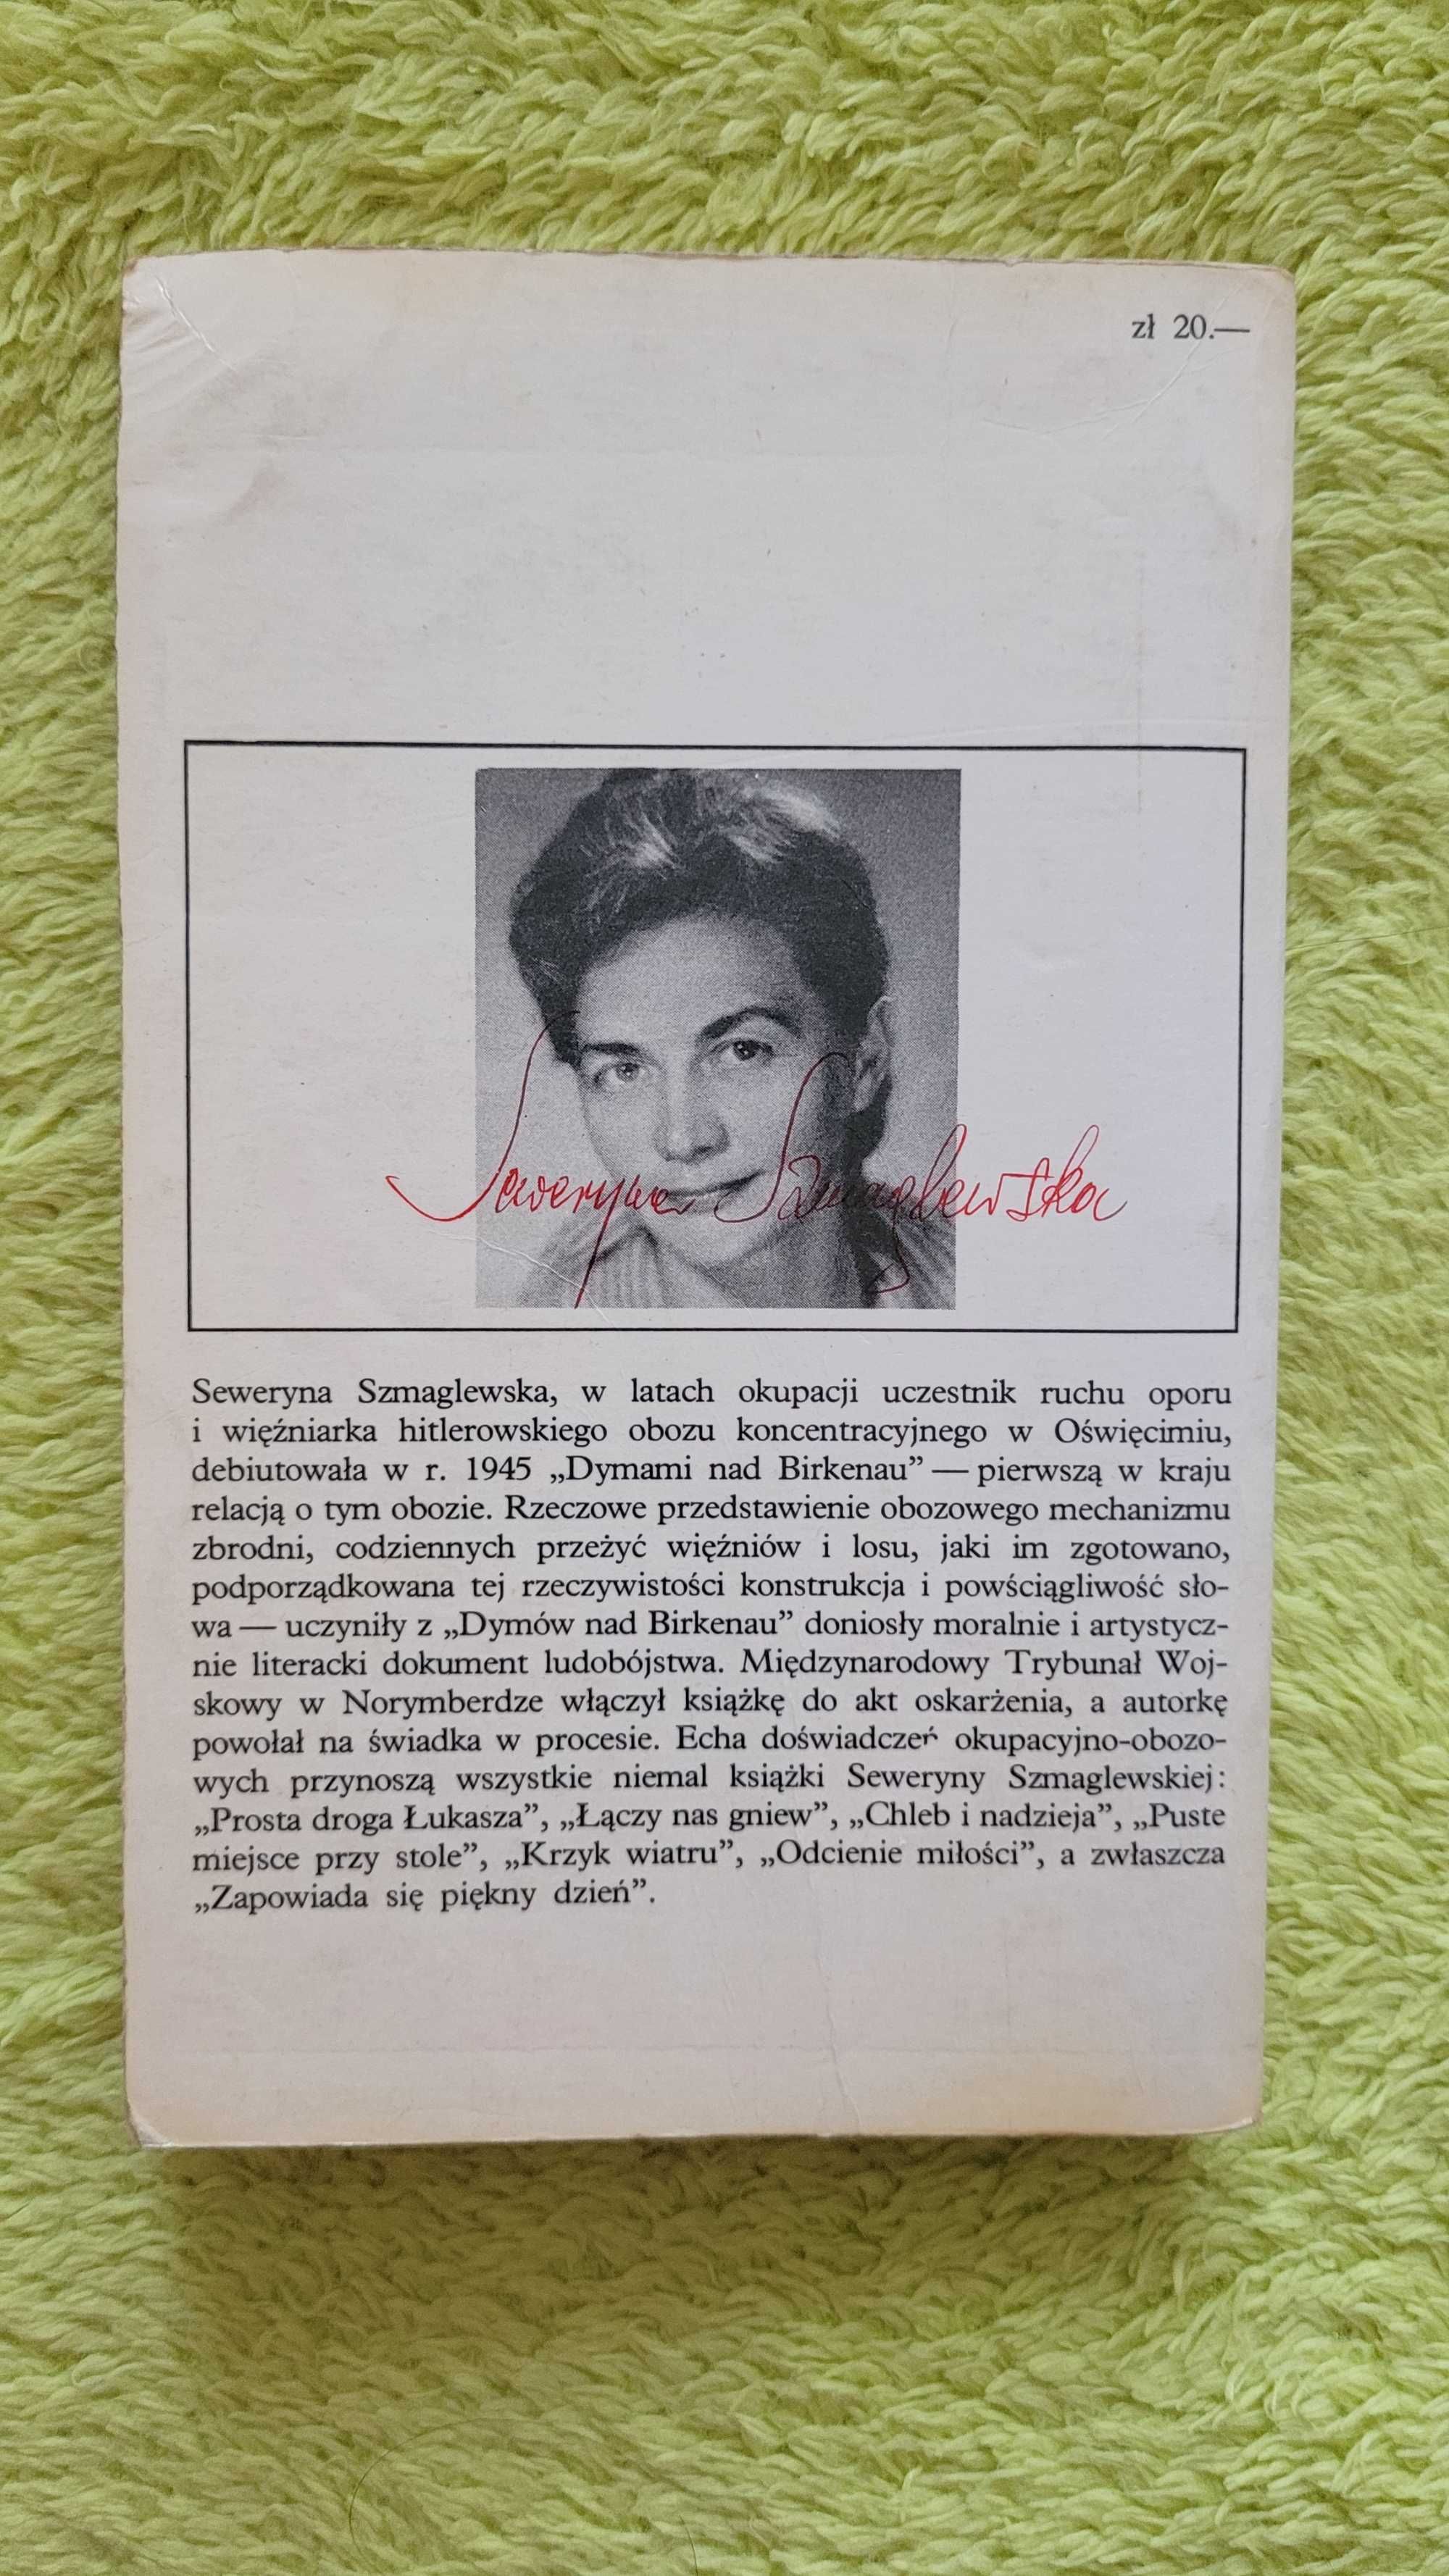 zł 20.—
Seweryna Szmaglewska
Seweryna Szmaglewska, w latach okupacji uczestnik ruchu oporu
i więźniarka hitlerowskiego obozu koncentracyjnego w Oświęcimiu,
debiutowała w r. 1945 „Dymami nad Birkenau” — pierwszą w kraju
relacją o tym obozie. Rzeczowe przedstawienie obozowego mechanizmu
zbrodni, codziennych przeżyć więźniów i losu, jaki im zgotowano,
podporządkowana tej rzeczywistości konstrukcja i powściągliwość sło-
wa — uczyniły z „Dymów nad Birkenau” doniosły moralnie i artystycz-
nie literacki dokument ludobójstwa. Międzynarodowy Trybunał Woj-
skowy w Norymberdze włączył książkę do akt oskarżenia, a autorkę
powołał na świadka w procesie. Echa doświadczeń okupacyjno-obozo-
wych przynoszą wszystkie niemal książki Seweryny Szmaglewskiej:
„Prosta droga Łukasza”, „Łączy nas gniew”, „Chleb i nadzieja”, „Puste
miejsce przy stole”, „Krzyk wiatru”, „Odcienie miłości”, a zwłaszcza
„Zapowiada się piękny dzień”.